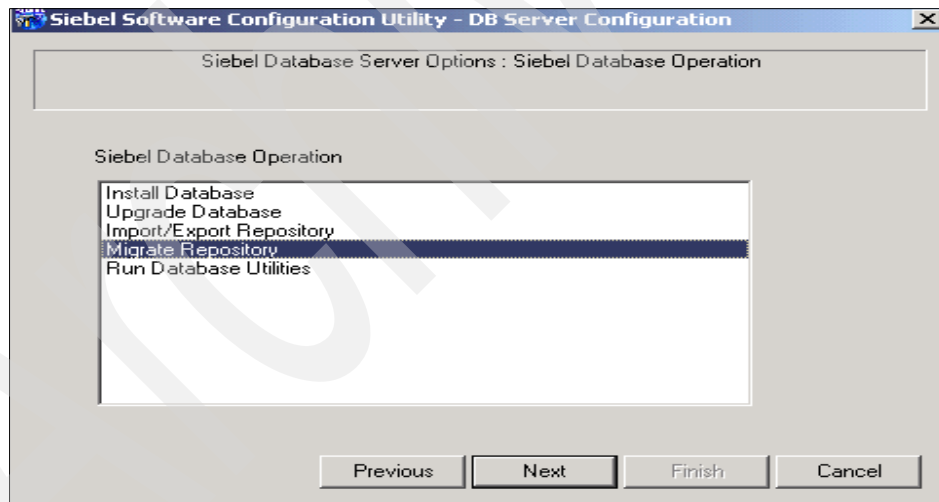 Siebel Software Configuration Utility - DB Server Configuration
Siebel Database Server Options : Siebel Database Operation
Siebel Database Operation
Install Database
Upgrade Database
Import/Export Repository
Migrate Repository
Run Database Utilities
Previous Next Finish Cancel